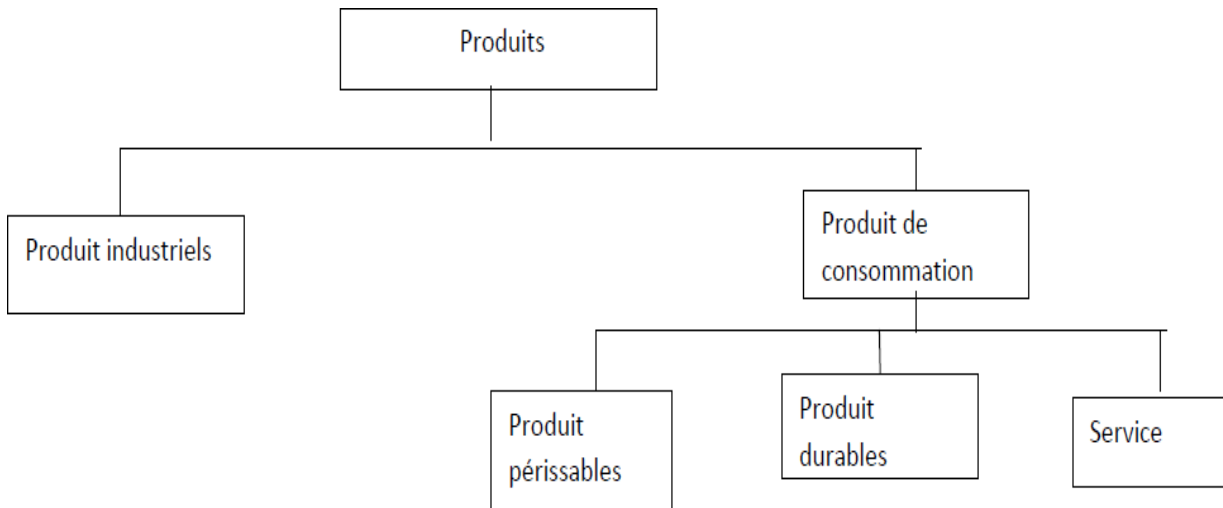 Produits
Produit industriels
Produit de
consommation
Produit
périssables
Produit
durables
Service